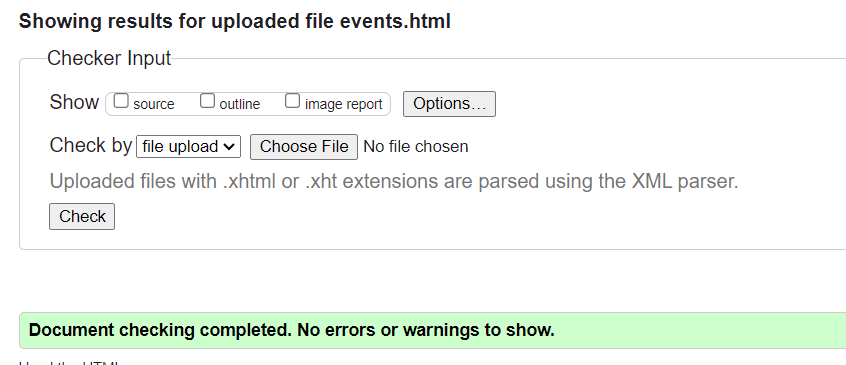 Showing results for uploaded file events.html
Checker Input
Show source outline image report Options...
Check by file upload Choose File No file chosen
Uploaded files with .xhtml or .xht extensions are parsed using the XML parser.
Check
Document checking completed. No errors or warnings to show.